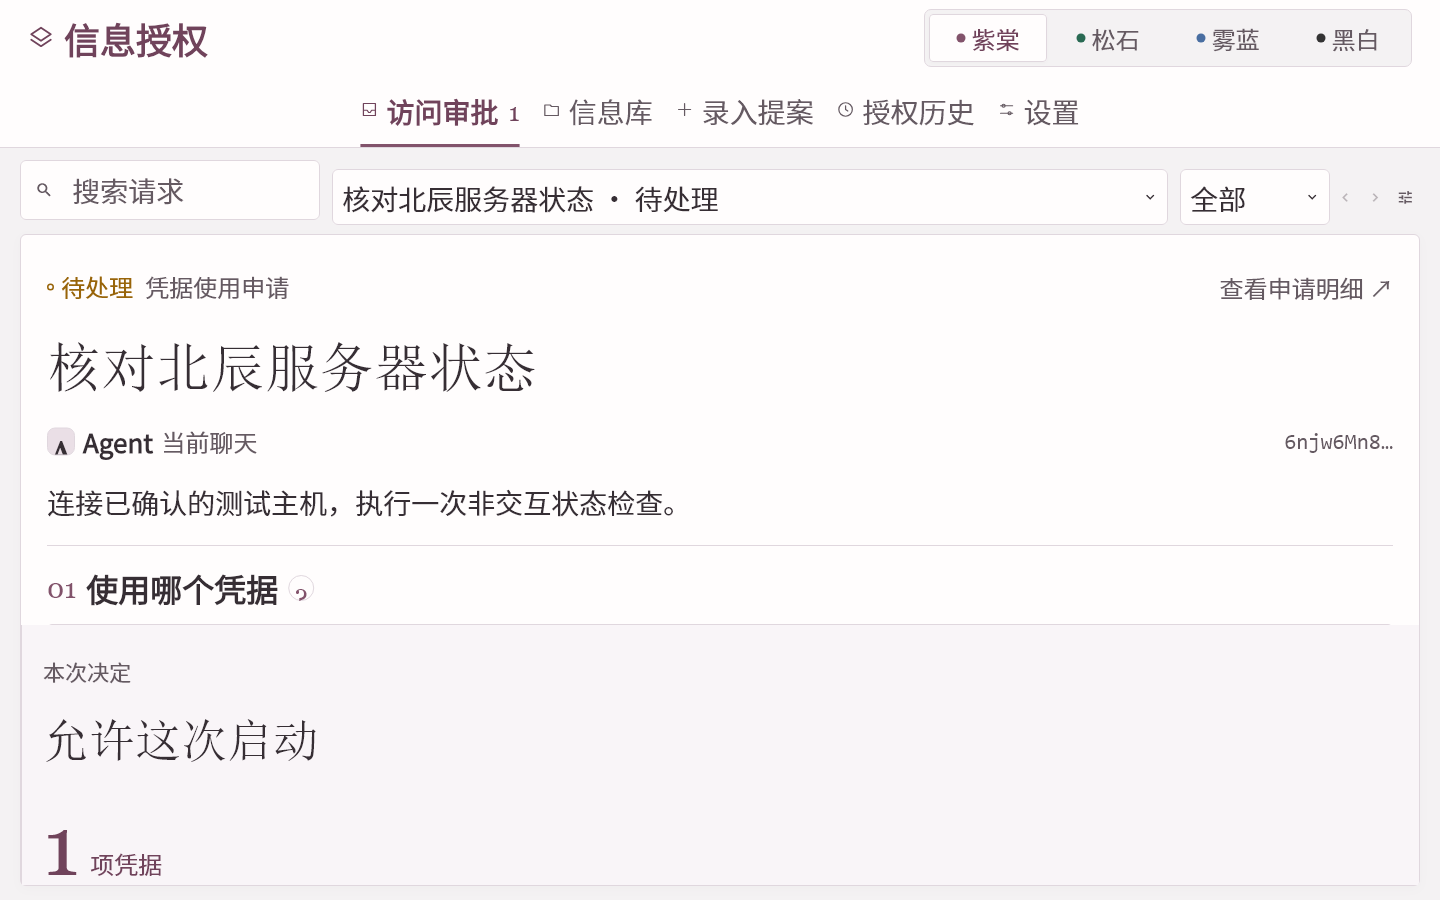 信息授权
紫棠 松石 雾蓝 黑白
访问审批 1 信息库 录入提案 授权历史 设置
搜索请求 核对北辰服务器状态 • 待处理 全部
待处理 凭据使用申请 查看申请明细 ↗
核对北辰服务器状态
Agent 当前聊天 6njw6Mn8…
连接已确认的测试主机，执行一次非交互状态检查。
01 使用哪个凭据 ?
本次决定
允许这次启动
1 项凭据